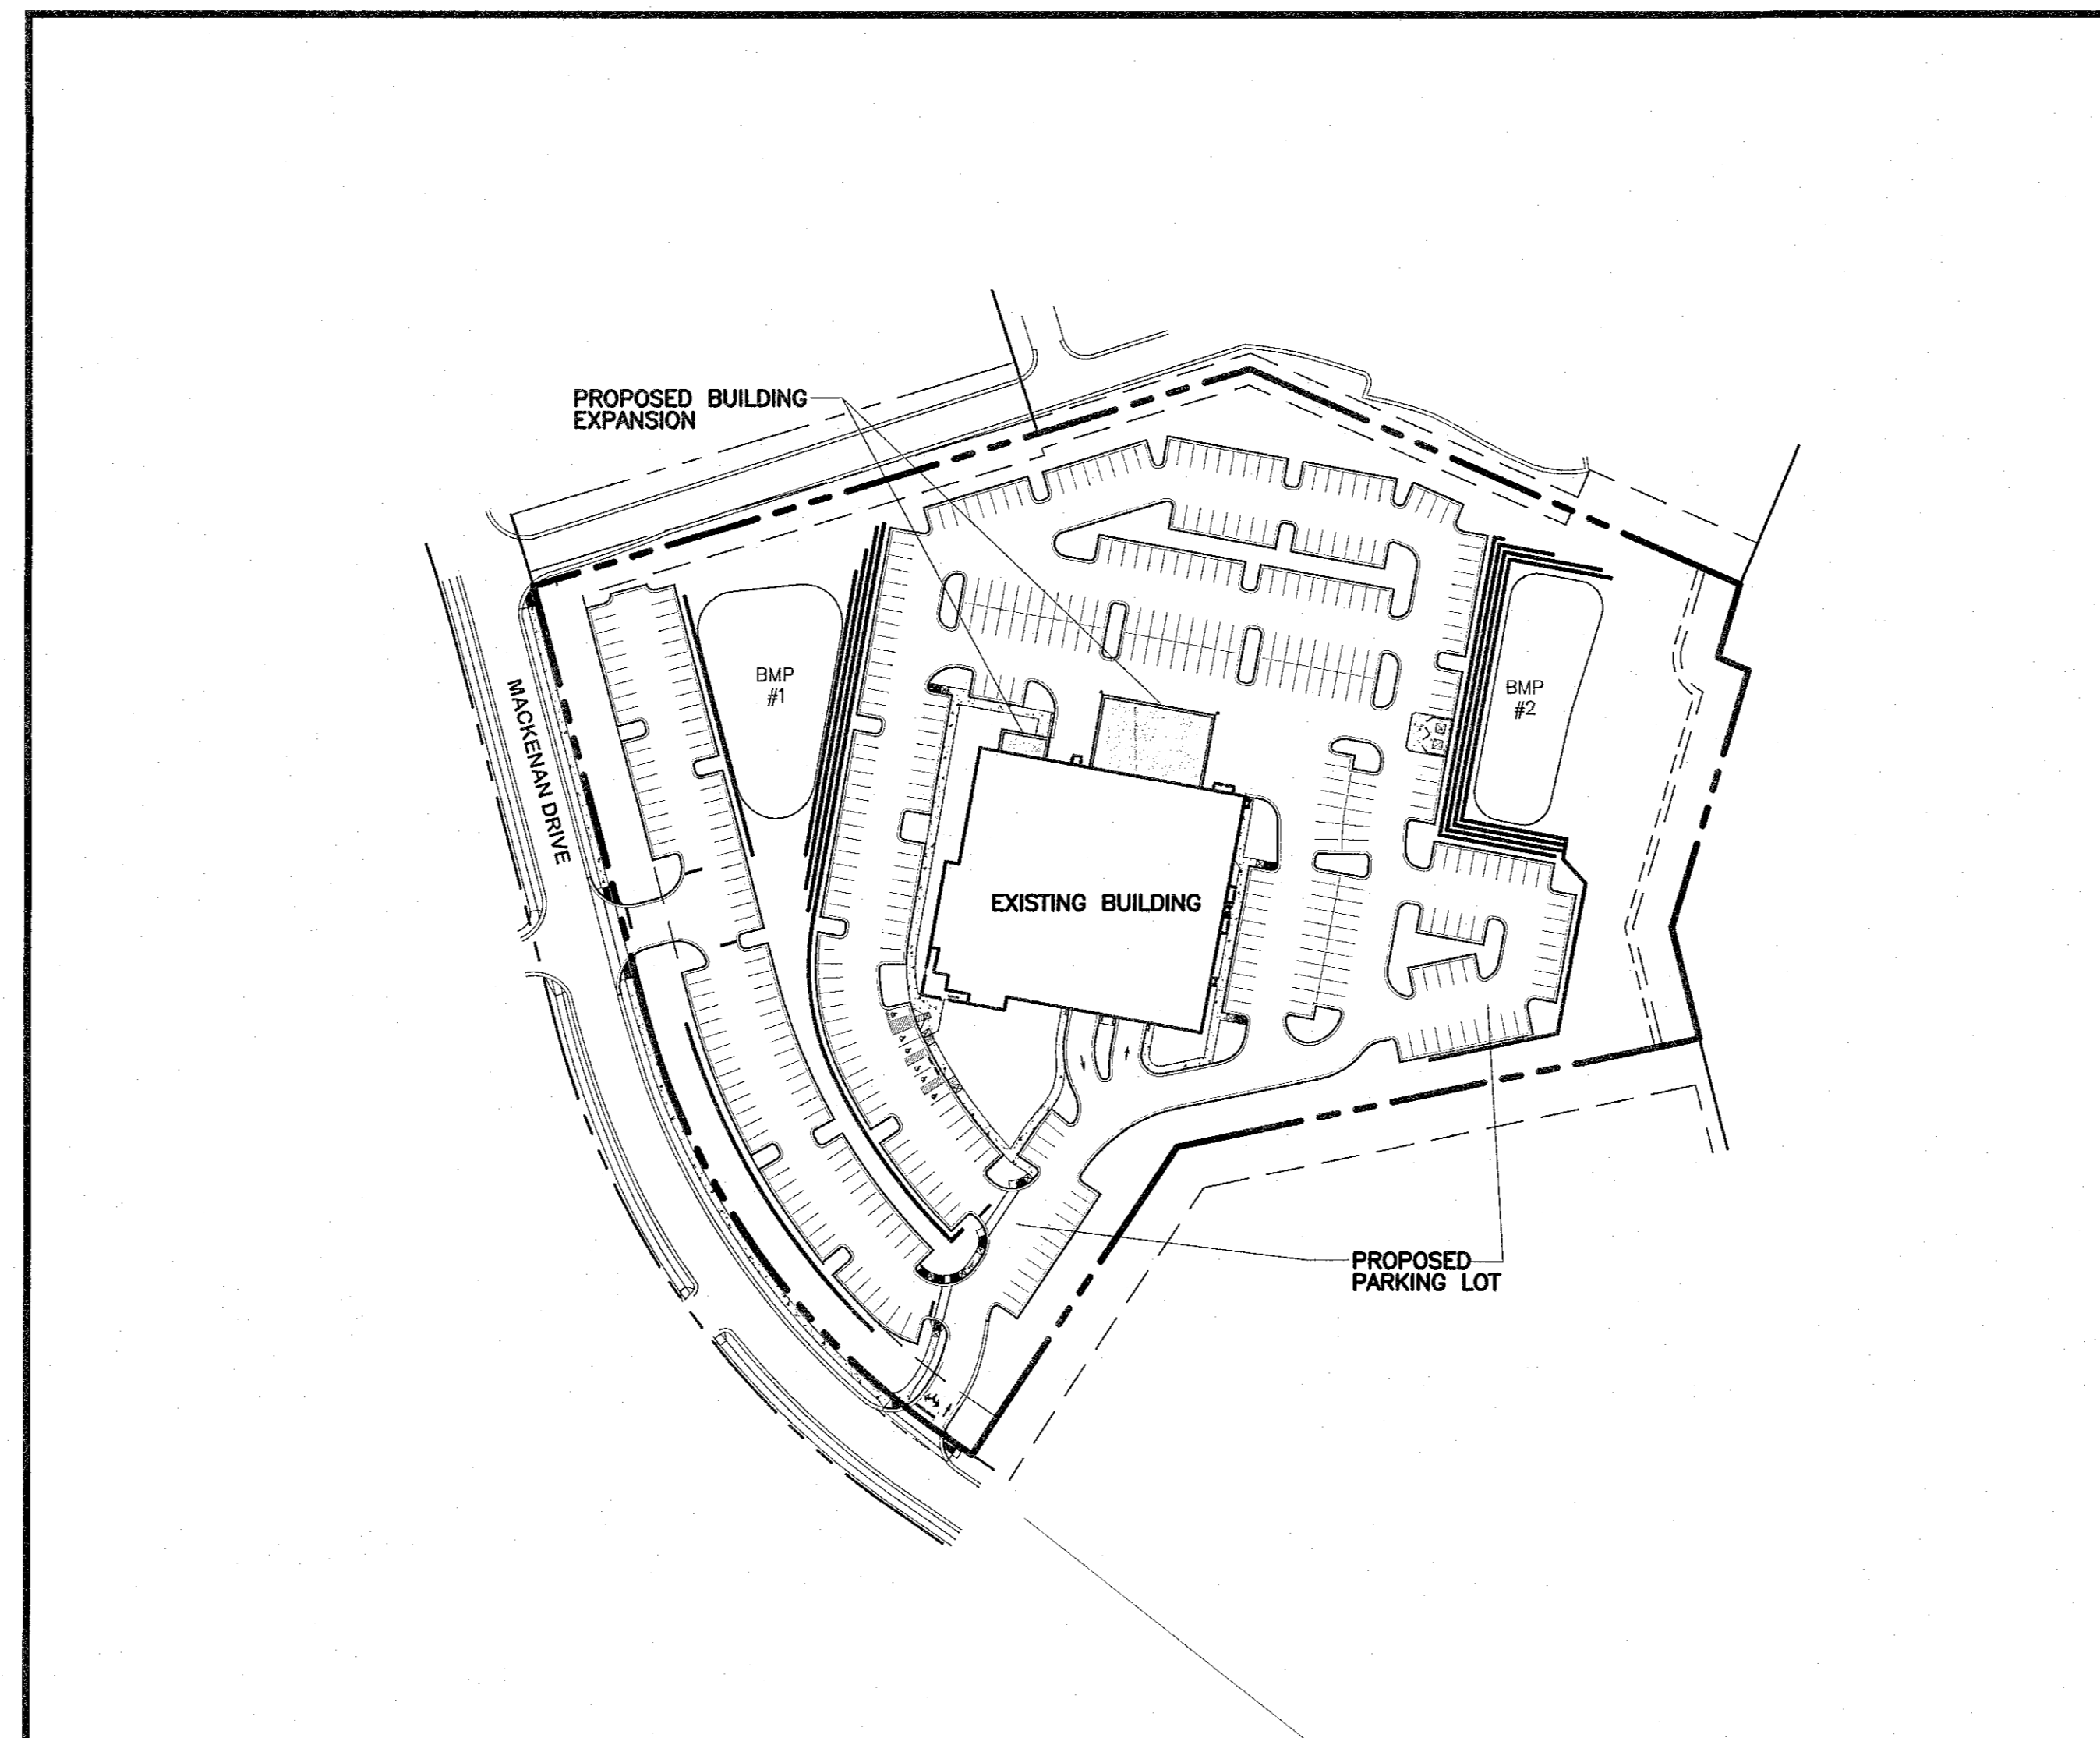 PROPOSED BUILDING
EXPANSION
BMP
#1
BMP
#2
MACKENAN DRIVE
EXISTING BUILDING
PROPOSED
PARKING LOT